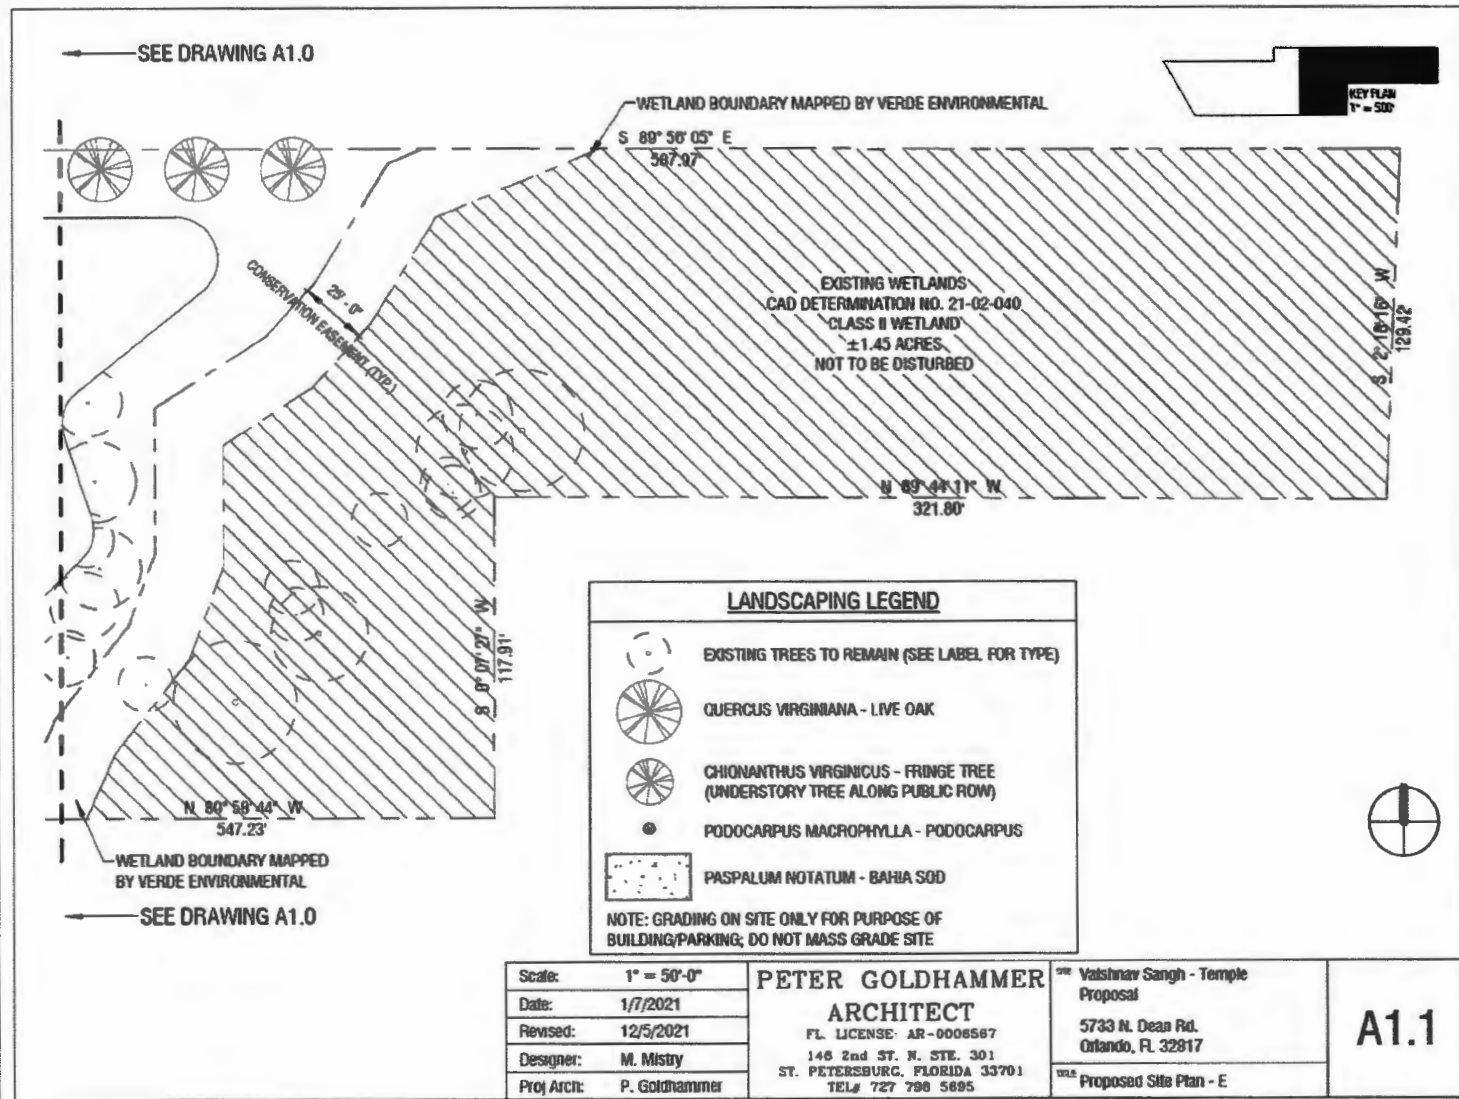 SEE DRAWING A1.0
KEY PLAN
1" = 500'
WETLAND BOUNDARY MAPPED BY VERDE ENVIRONMENTAL
S 89° 56' 05" E
587.97'
CONSERVATION EASEMENT (TYP.)
25' - 0"
EXISTING WETLANDS
CAD DETERMINATION NO. 21-02-040
CLASS II WETLAND
±1.45 ACRES
NOT TO BE DISTURBED
S 2° 16' 16" W
129.42'
N 89° 44' 11" W
321.80'
S 0° 07' 27" W
117.91'
N 80° 58' 44" W
547.23'
WETLAND BOUNDARY MAPPED
BY VERDE ENVIRONMENTAL
SEE DRAWING A1.0
LANDSCAPING LEGEND
EXISTING TREES TO REMAIN (SEE LABEL FOR TYPE)
QUERCUS VIRGINIANA - LIVE OAK
CHIONANTHUS VIRGINICUS - FRINGE TREE
(UNDERSTORY TREE ALONG PUBLIC ROW)
PODOCARPUS MACROPHYLLA - PODOCARPUS
PASPALUM NOTATUM - BAHIA SOD
NOTE: GRADING ON SITE ONLY FOR PURPOSE OF
BUILDING/PARKING; DO NOT MASS GRADE SITE
Scale: 1" = 50'-0"
Date: 1/7/2021
Revised: 12/5/2021
Designer: M. Mistry
Proj Arch: P. Goldhammer
PETER GOLDHAMMER
ARCHITECT
FL. LICENSE: AR-0006567
146 2nd ST. N. STE. 301
ST. PETERSBURG, FLORIDA 33701
TEL# 727 798 5695
Vaishnav Sangh - Temple
Proposal
5733 N. Dean Rd.
Orlando, FL 32817
TITLE Proposed Site Plan - E
A1.1